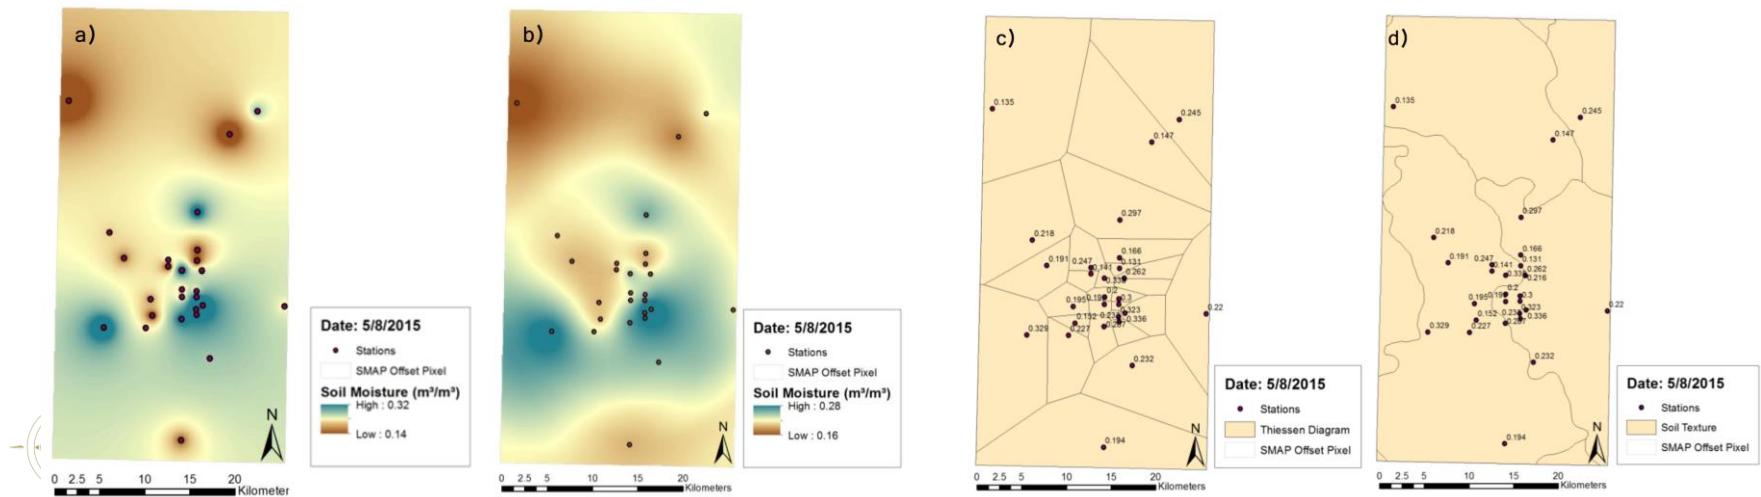 a)
N
0 2.5 5 10 15 20
Kilometer
Date: 5/8/2015
Stations
SMAP Offset Pixel
Soil Moisture (m³/m³)
High : 0.32
Low : 0.14
b)
N
0 2.5 5 10 15 20
Kilometers
Date: 5/8/2015
Stations
SMAP Offset Pixel
Soil Moisture (m³/m³)
High : 0.28
Low : 0.16
c)
0.135
0.245
0.147
0.297
0.218
0.166
0.191
0.247
0.131
0.141
0.262
0.2
0.195
0.3
0.323
0.152
0.336
0.329
0.227
0.22
0.232
0.194
N
0 2.5 5 10 15 20
Kilometers
Date: 5/8/2015
Stations
Thiessen Diagram
SMAP Offset Pixel
d)
0.135
0.245
0.147
0.297
0.218
0.166
0.191
0.247
0.131
0.141
0.262
0.216
0.2
0.195
0.3
0.323
0.152
0.336
0.329
0.227
0.22
0.232
0.194
N
0 2.5 5 10 15 20
Kilometers
Date: 5/8/2015
Stations
Soil Texture
SMAP Offset Pixel